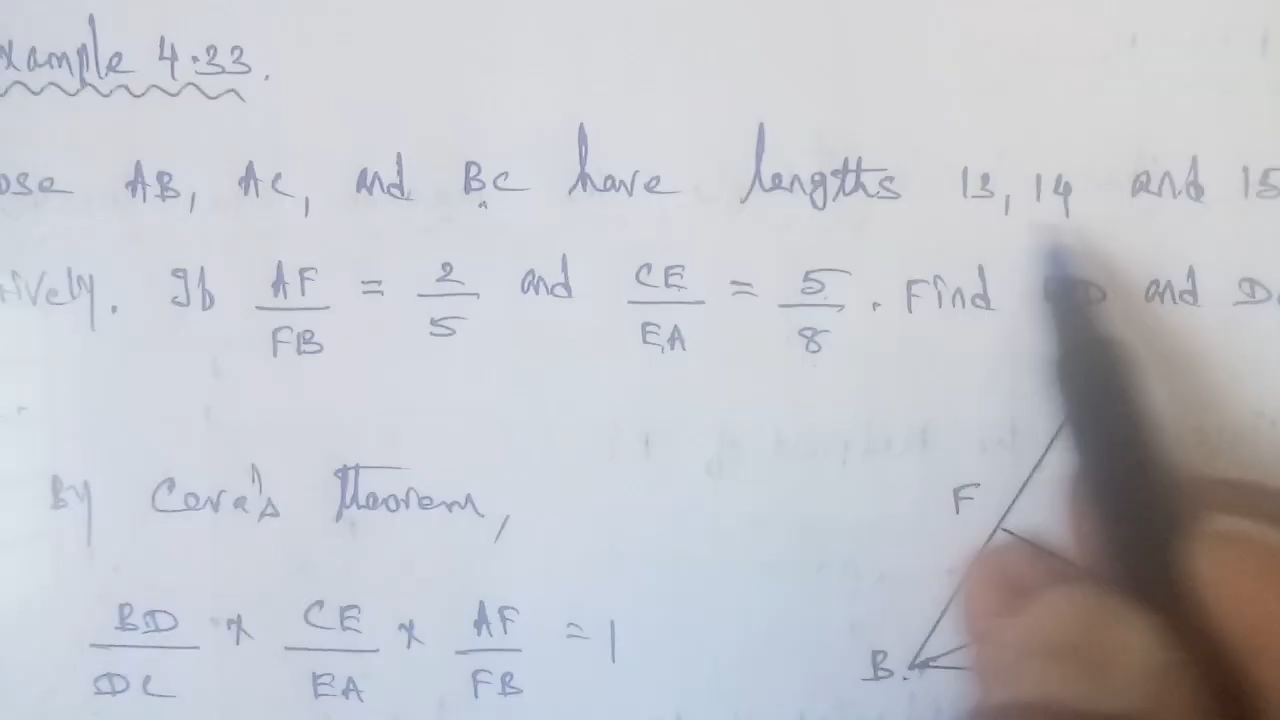 xample 4.33.
ose AB, AC, and BC have lengths 13, 14 and 15
ively. If AF/FB = 2/5 and CE/EA = 5/8. Find D and D
F
By Ceva's Theorem,
BD/DC × CE/EA × AF/FB = 1
B